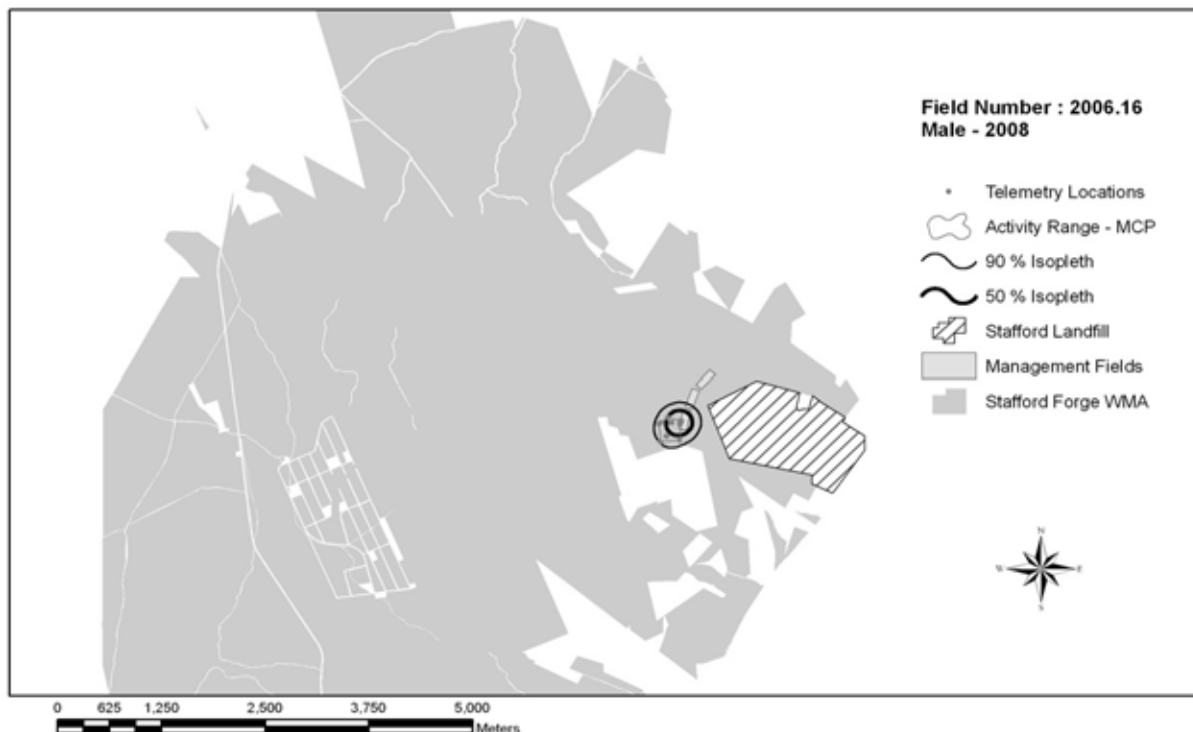 Field Number : 2006.16
Male - 2008
Telemetry Locations
Activity Range - MCP
90 % Isopleth
50 % Isopleth
Stafford Landfill
Management Fields
Stafford Forge WMA
N
W E
S
0 625 1,250 2,500 3,750 5,000
Meters